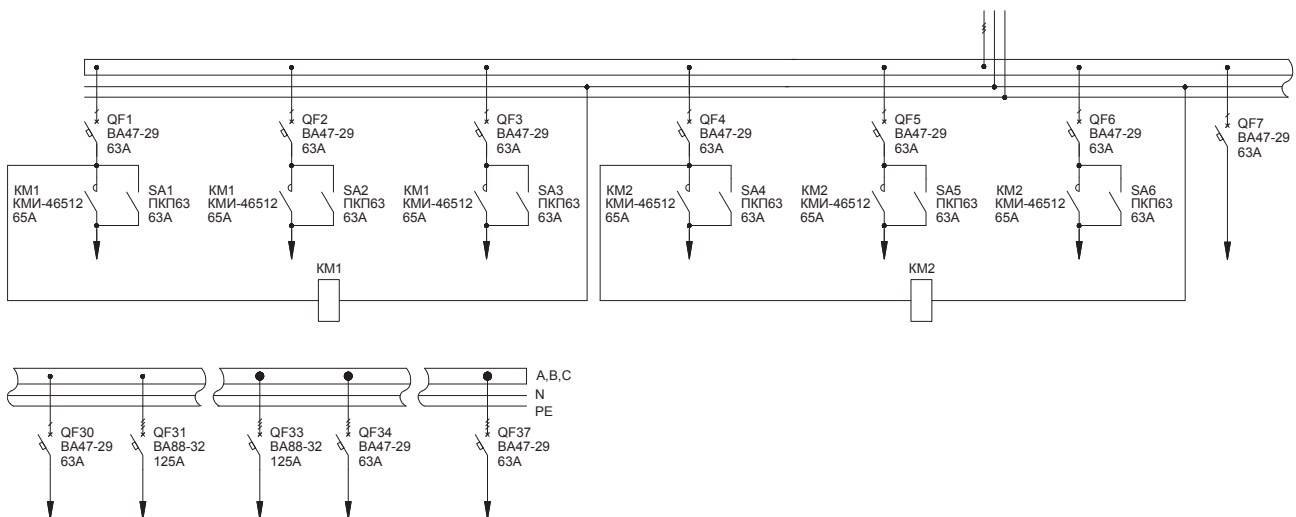 QF1
ВА47-29
63А
QF2
ВА47-29
63А
QF3
ВА47-29
63А
QF4
ВА47-29
63А
QF5
ВА47-29
63А
QF6
ВА47-29
63А
QF7
ВА47-29
63А
КМ1
КМИ-46512
65А
SA1
ПКП63
63А
КМ1
КМИ-46512
65А
SA2
ПКП63
63А
КМ1
КМИ-46512
65А
SA3
ПКП63
63А
КМ2
КМИ-46512
65А
SA4
ПКП63
63А
КМ2
КМИ-46512
65А
SA5
ПКП63
63А
КМ2
КМИ-46512
65А
SA6
ПКП63
63А
КМ1
КМ2
A,B,C
N
PE
QF30
ВА47-29
63А
QF31
ВА88-32
125А
QF33
ВА88-32
125А
QF34
ВА47-29
63А
QF37
ВА47-29
63А